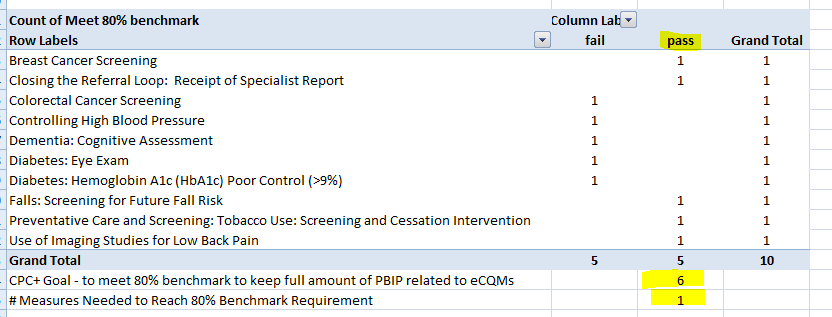 Count of Meet 80% benchmark Column Lab
Row Labels fail pass Grand Total
Breast Cancer Screening 1 1
Closing the Referral Loop: Receipt of Specialist Report 1 1
Colorectal Cancer Screening 1 1
Controlling High Blood Pressure 1 1
Dementia: Cognitive Assessment 1 1
Diabetes: Eye Exam 1 1
Diabetes: Hemoglobin A1c (HbA1c) Poor Control (>9%) 1 1
Falls: Screening for Future Fall Risk 1 1
Preventative Care and Screening: Tobacco Use: Screening and Cessation Intervention 1 1
Use of Imaging Studies for Low Back Pain 1 1
Grand Total 5 5 10
CPC+ Goal - to meet 80% benchmark to keep full amount of PBIP related to eCQMs 6
# Measures Needed to Reach 80% Benchmark Requirement 1